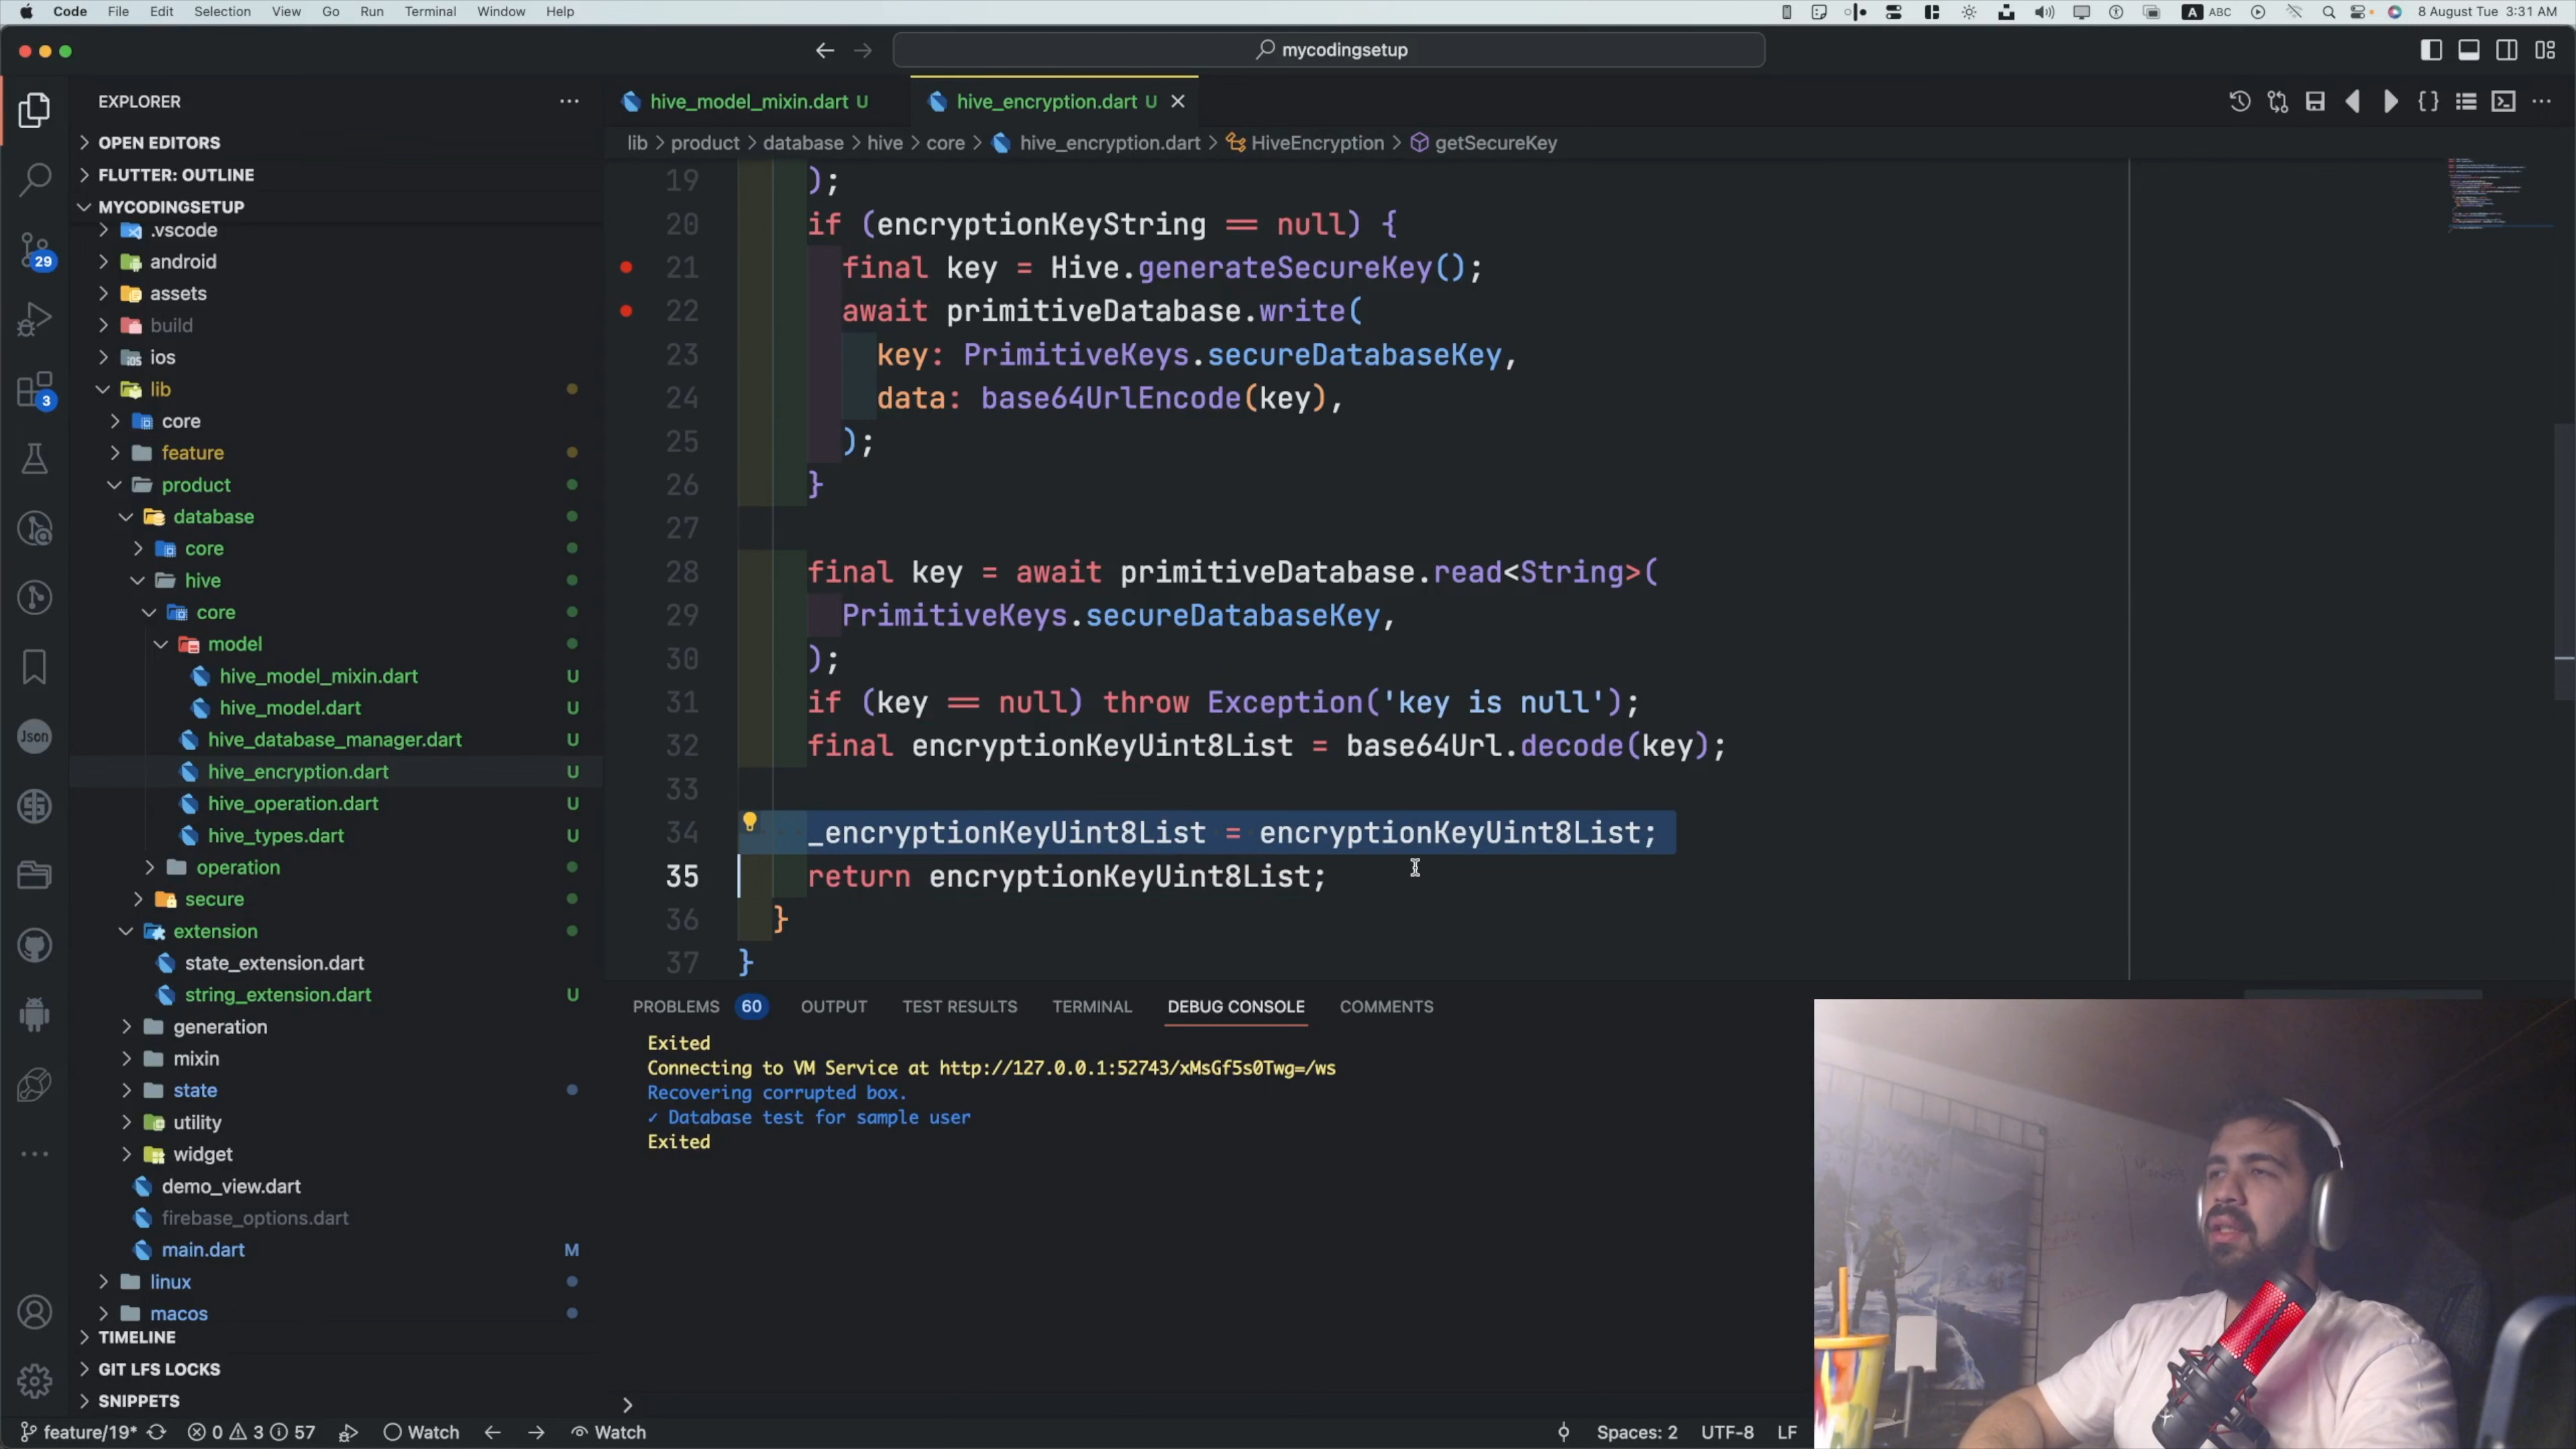 Code File Edit View Go Run Terminal Window Help
A ABC 8 August Tue 3:31 AM
mycodingsetup
EXPLORER
OPEN EDITORS
FLUTTER: OUTLINE
MYCODINGSETUP
.vscode
android
assets
build
ios
lib
core
feature
product
database
core
hive
core
model
hive_model_mixin.dart U
hive_model.dart U
hive_database_manager.dart U
hive_encryption.dart U
hive_operation.dart U
hive_types.dart U
operation
secure
extension
state_extension.dart
string_extension.dart U
generation
mixin
state
utility
widget
demo_view.dart
firebase_options.dart
main.dart M
linux
macos
TIMELINE
GIT LFS LOCKS
SNIPPETS
29
3
Json
hive_model_mixin.dart U
hive_encryption.dart U
lib > product > database > hive > core > hive_encryption.dart > HiveEncryption > getSecureKey
19 );
20 if (encryptionKeyString == null) {
21 final key = Hive.generateSecureKey();
22 await primitiveDatabase.write(
23 key: PrimitiveKeys.secureDatabaseKey,
24 data: base64UrlEncode(key),
25 );
26 }
27
28 final key = await primitiveDatabase.read<String>(
29 PrimitiveKeys.secureDatabaseKey,
30 );
31 if (key == null) throw Exception('key is null');
32 final encryptionKeyUint8List = base64Url.decode(key);
33
34 _encryptionKeyUint8List = encryptionKeyUint8List;
35 return encryptionKeyUint8List;
36 }
37 }
PROBLEMS 60 OUTPUT TEST RESULTS TERMINAL DEBUG CONSOLE COMMENTS
Exited
Connecting to VM Service at http://127.0.0.1:52743/xMsGf5s0Twg=/ws
Recovering corrupted box.
✓ Database test for sample user
Exited
feature/19* 0 3 57 Watch Watch
Spaces: 2 UTF-8 LF